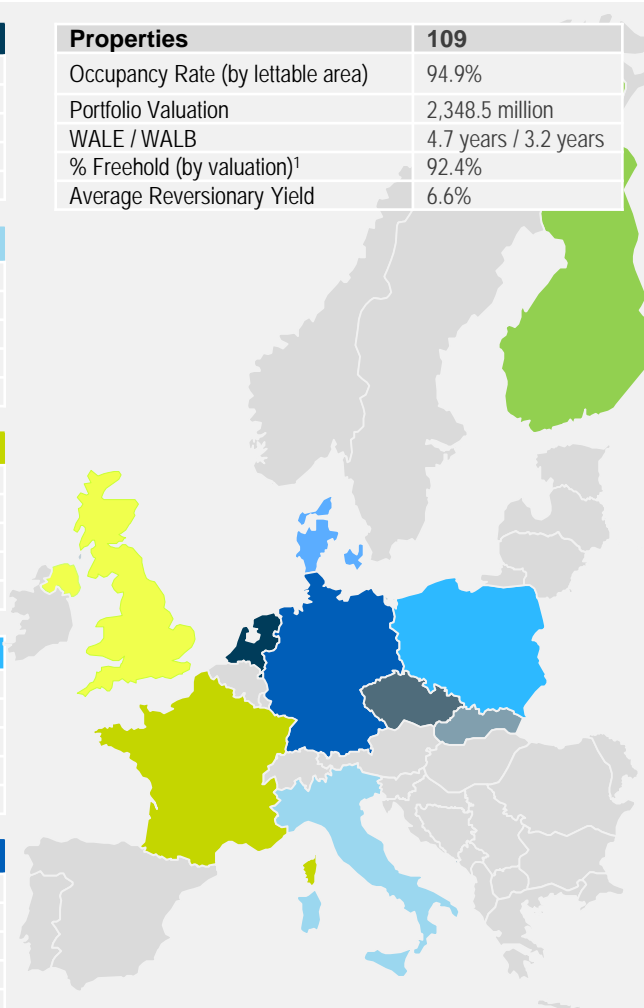 Properties 109
Occupancy Rate (by lettable area) 94.9%
Portfolio Valuation 2,348.5 million
WALE / WALB 4.7 years / 3.2 years
% Freehold (by valuation)¹ 92.4%
Average Reversionary Yield 6.6%